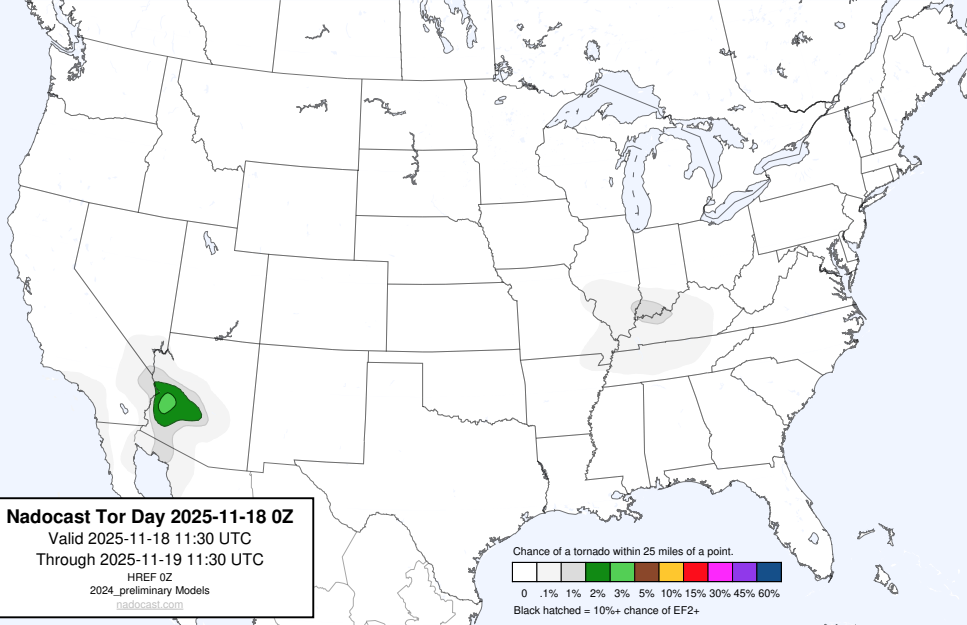 Nadocast Tor Day 2025-11-18 0Z
Valid 2025-11-18 11:30 UTC
Through 2025-11-19 11:30 UTC
HREF 0Z
2024_preliminary Models
nadocast.com
Chance of a tornado within 25 miles of a point.
0 .1% 1% 2% 3% 5% 10% 15% 30% 45% 60%
Black hatched = 10%+ chance of EF2+